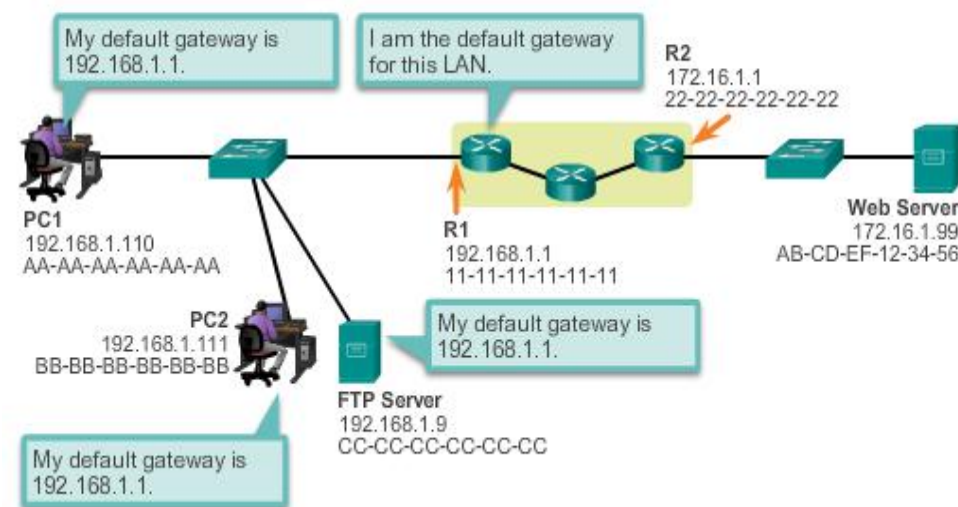 My default gateway is
192.168.1.1.
I am the default gateway
for this LAN.
R2
172.16.1.1
22-22-22-22-22-22
PC1
192.168.1.110
AA-AA-AA-AA-AA-AA
R1
192.168.1.1
11-11-11-11-11-11
Web Server
172.16.1.99
AB-CD-EF-12-34-56
PC2
192.168.1.111
BB-BB-BB-BB-BB-BB
My default gateway is
192.168.1.1.
FTP Server
192.168.1.9
CC-CC-CC-CC-CC-CC
My default gateway is
192.168.1.1.